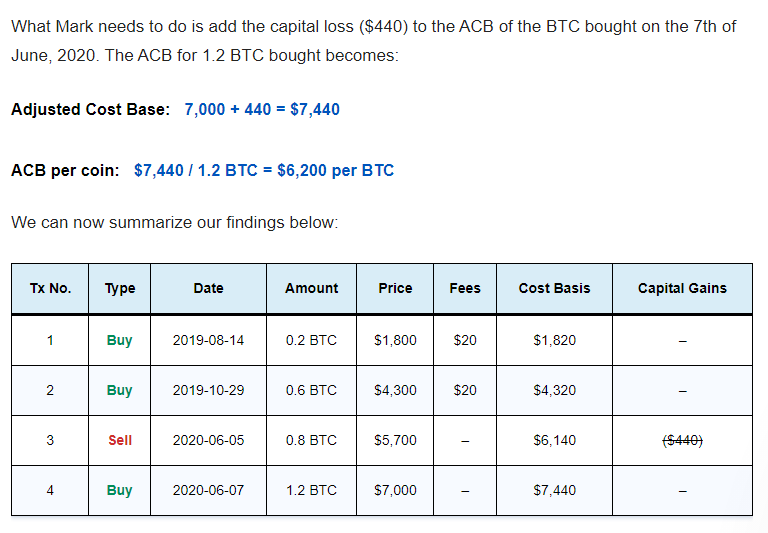 What Mark needs to do is add the capital loss ($440) to the ACB of the BTC bought on the 7th of
June, 2020. The ACB for 1.2 BTC bought becomes:
Adjusted Cost Base: 7,000 + 440 = $7,440
ACB per coin: $7,440 / 1.2 BTC = $6,200 per BTC
We can now summarize our findings below:
Tx No. Type Date Amount Price Fees Cost Basis Capital Gains
1 Buy 2019-08-14 0.2 BTC $1,800 $20 $1,820 –
2 Buy 2019-10-29 0.6 BTC $4,300 $20 $4,320 –
3 Sell 2020-06-05 0.8 BTC $5,700 – $6,140 ($440)
4 Buy 2020-06-07 1.2 BTC $7,000 – $7,440 –